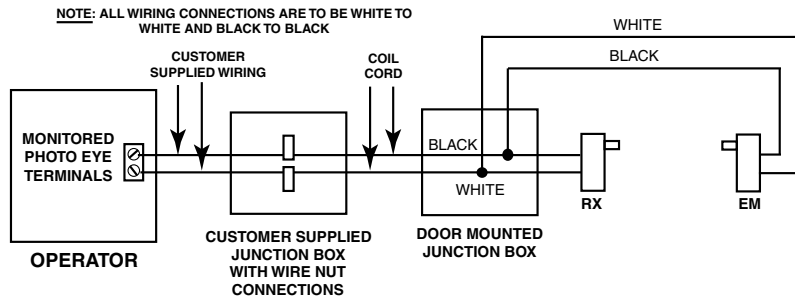 NOTE: ALL WIRING CONNECTIONS ARE TO BE WHITE TO
WHITE AND BLACK TO BLACK
WHITE
BLACK
CUSTOMER
SUPPLIED WIRING
COIL
CORD
MONITORED
PHOTO EYE
TERMINALS
BLACK
WHITE
RX
EM
OPERATOR
CUSTOMER SUPPLIED
JUNCTION BOX
WITH WIRE NUT
CONNECTIONS
DOOR MOUNTED
JUNCTION BOX